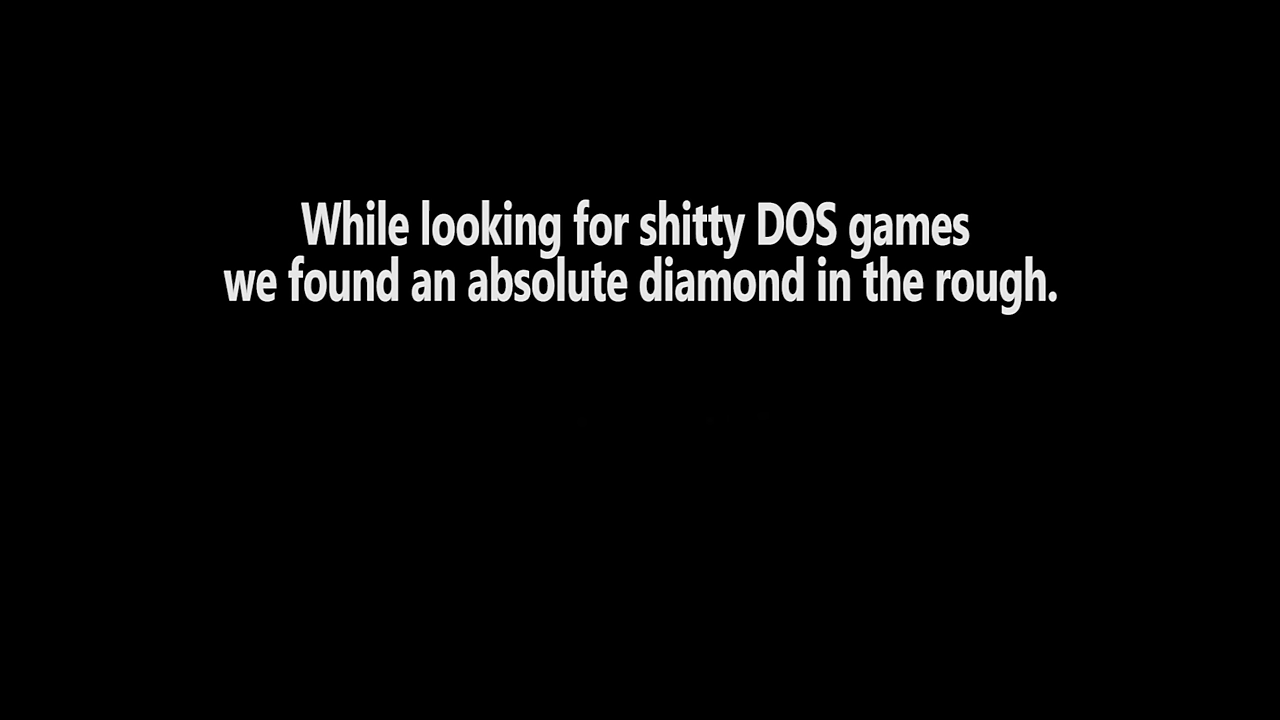 While looking for shitty DOS games
we found an absolute diamond in the rough.